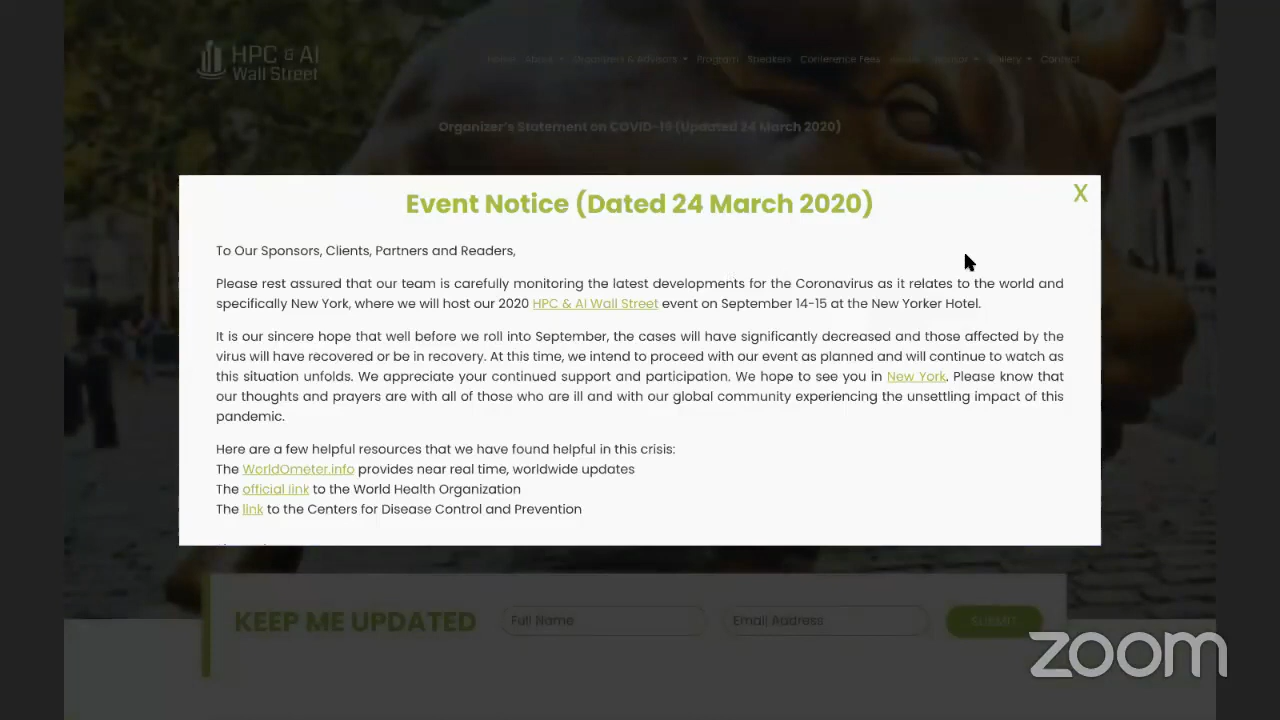 HPC & AI
Wall Street
Home About Structures & Advisors Program Speakers Conference Fees Gallery Contact
Organizer's Statement on COVID-19 (Updated 24 March 2020)
X
Event Notice (Dated 24 March 2020)
To Our Sponsors, Clients, Partners and Readers,
Please rest assured that our team is carefully monitoring the latest developments for the Coronavirus as it relates to the world and
specifically New York, where we will host our 2020 HPC & AI Wall Street event on September 14-15 at the New Yorker Hotel.
It is our sincere hope that well before we roll into September, the cases will have significantly decreased and those affected by the
virus will have recovered or be in recovery. At this time, we intend to proceed with our event as planned and will continue to watch as
this situation unfolds. We appreciate your continued support and participation. We hope to see you in New York. Please know that
our thoughts and prayers are with all of those who are ill and with our global community experiencing the unsettling impact of this
pandemic.
Here are a few helpful resources that we have found helpful in this crisis:
The WorldOmeter.info provides near real time, worldwide updates
The official link to the World Health Organization
The link to the Centers for Disease Control and Prevention
KEEP ME UPDATED Full Name Email Address SUBMIT
zoom